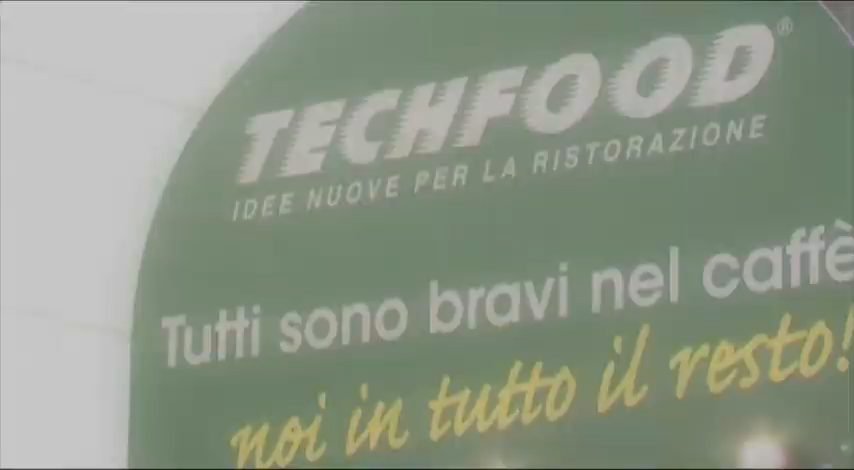 TECHFOOD®
IDEE NUOVE PER LA RISTORAZIONE
Tutti sono bravi nel caffè
noi in tutto il resto!